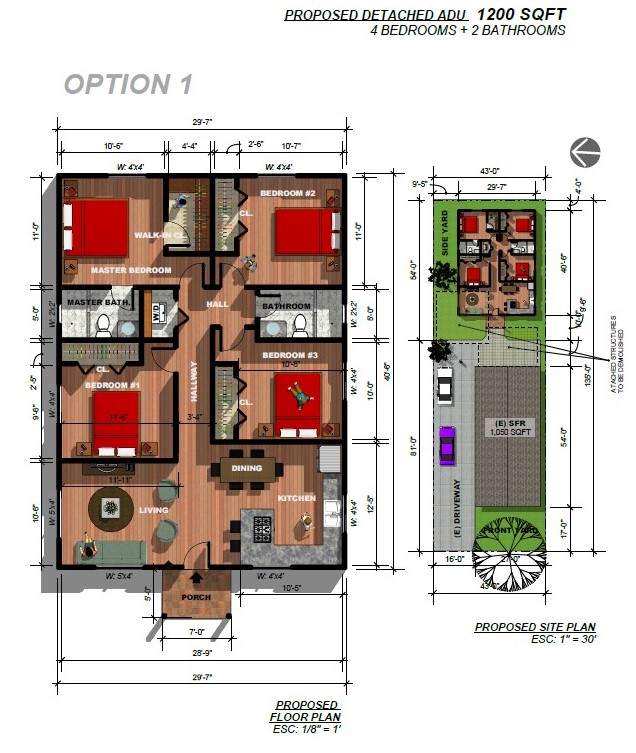 PROPOSED DETACHED ADU 1200 SQFT
4 BEDROOMS + 2 BATHROOMS
OPTION 1
29'-7"
10'-6"
4'-4"
2'-6"
10'-7"
W: 4'x4'
W: 4'x4'
BEDROOM #2
CL.
WALK-IN CL.
MASTER BEDROOM
11'-0"
11'-0"
MASTER BATH.
W/D
HALL
BATHROOM
W: 2'x2'
W: 2'x2'
5'-0"
5'-0"
CL.
BEDROOM #3
10'-6"
BEDROOM #1
HALLWAY
CL.
11'-6"
3'-4"
2'-6"
9'-6"
W: 4'x4'
W: 4'x4'
10'-0"
40'-6"
DINING
11'-11"
LIVING
KITCHEN
10'-6"
W: 5'x4'
W: 4'x4'
12'-6"
W: 5'x4'
W: 4'x4'
PORCH
5'-0"
10'-5"
7'-0"
28'-9"
29'-7"
PROPOSED
FLOOR PLAN
ESC: 1/8" = 1'
43'-0"
9'-5"
29'-7"
4'-0"
SIDE YARD
54'-0"
40'-6"
9'-6"
ATTACHED STRUCTURES
TO BE DEMOLISHED
135'-0"
(E) SFR
1,050 SQFT
81'-0"
54'-0"
(E) DRIVEWAY
FRONT YARD
17'-0"
16'-0"
27'-0"
43'-0"
PROPOSED SITE PLAN
ESC: 1" = 30'